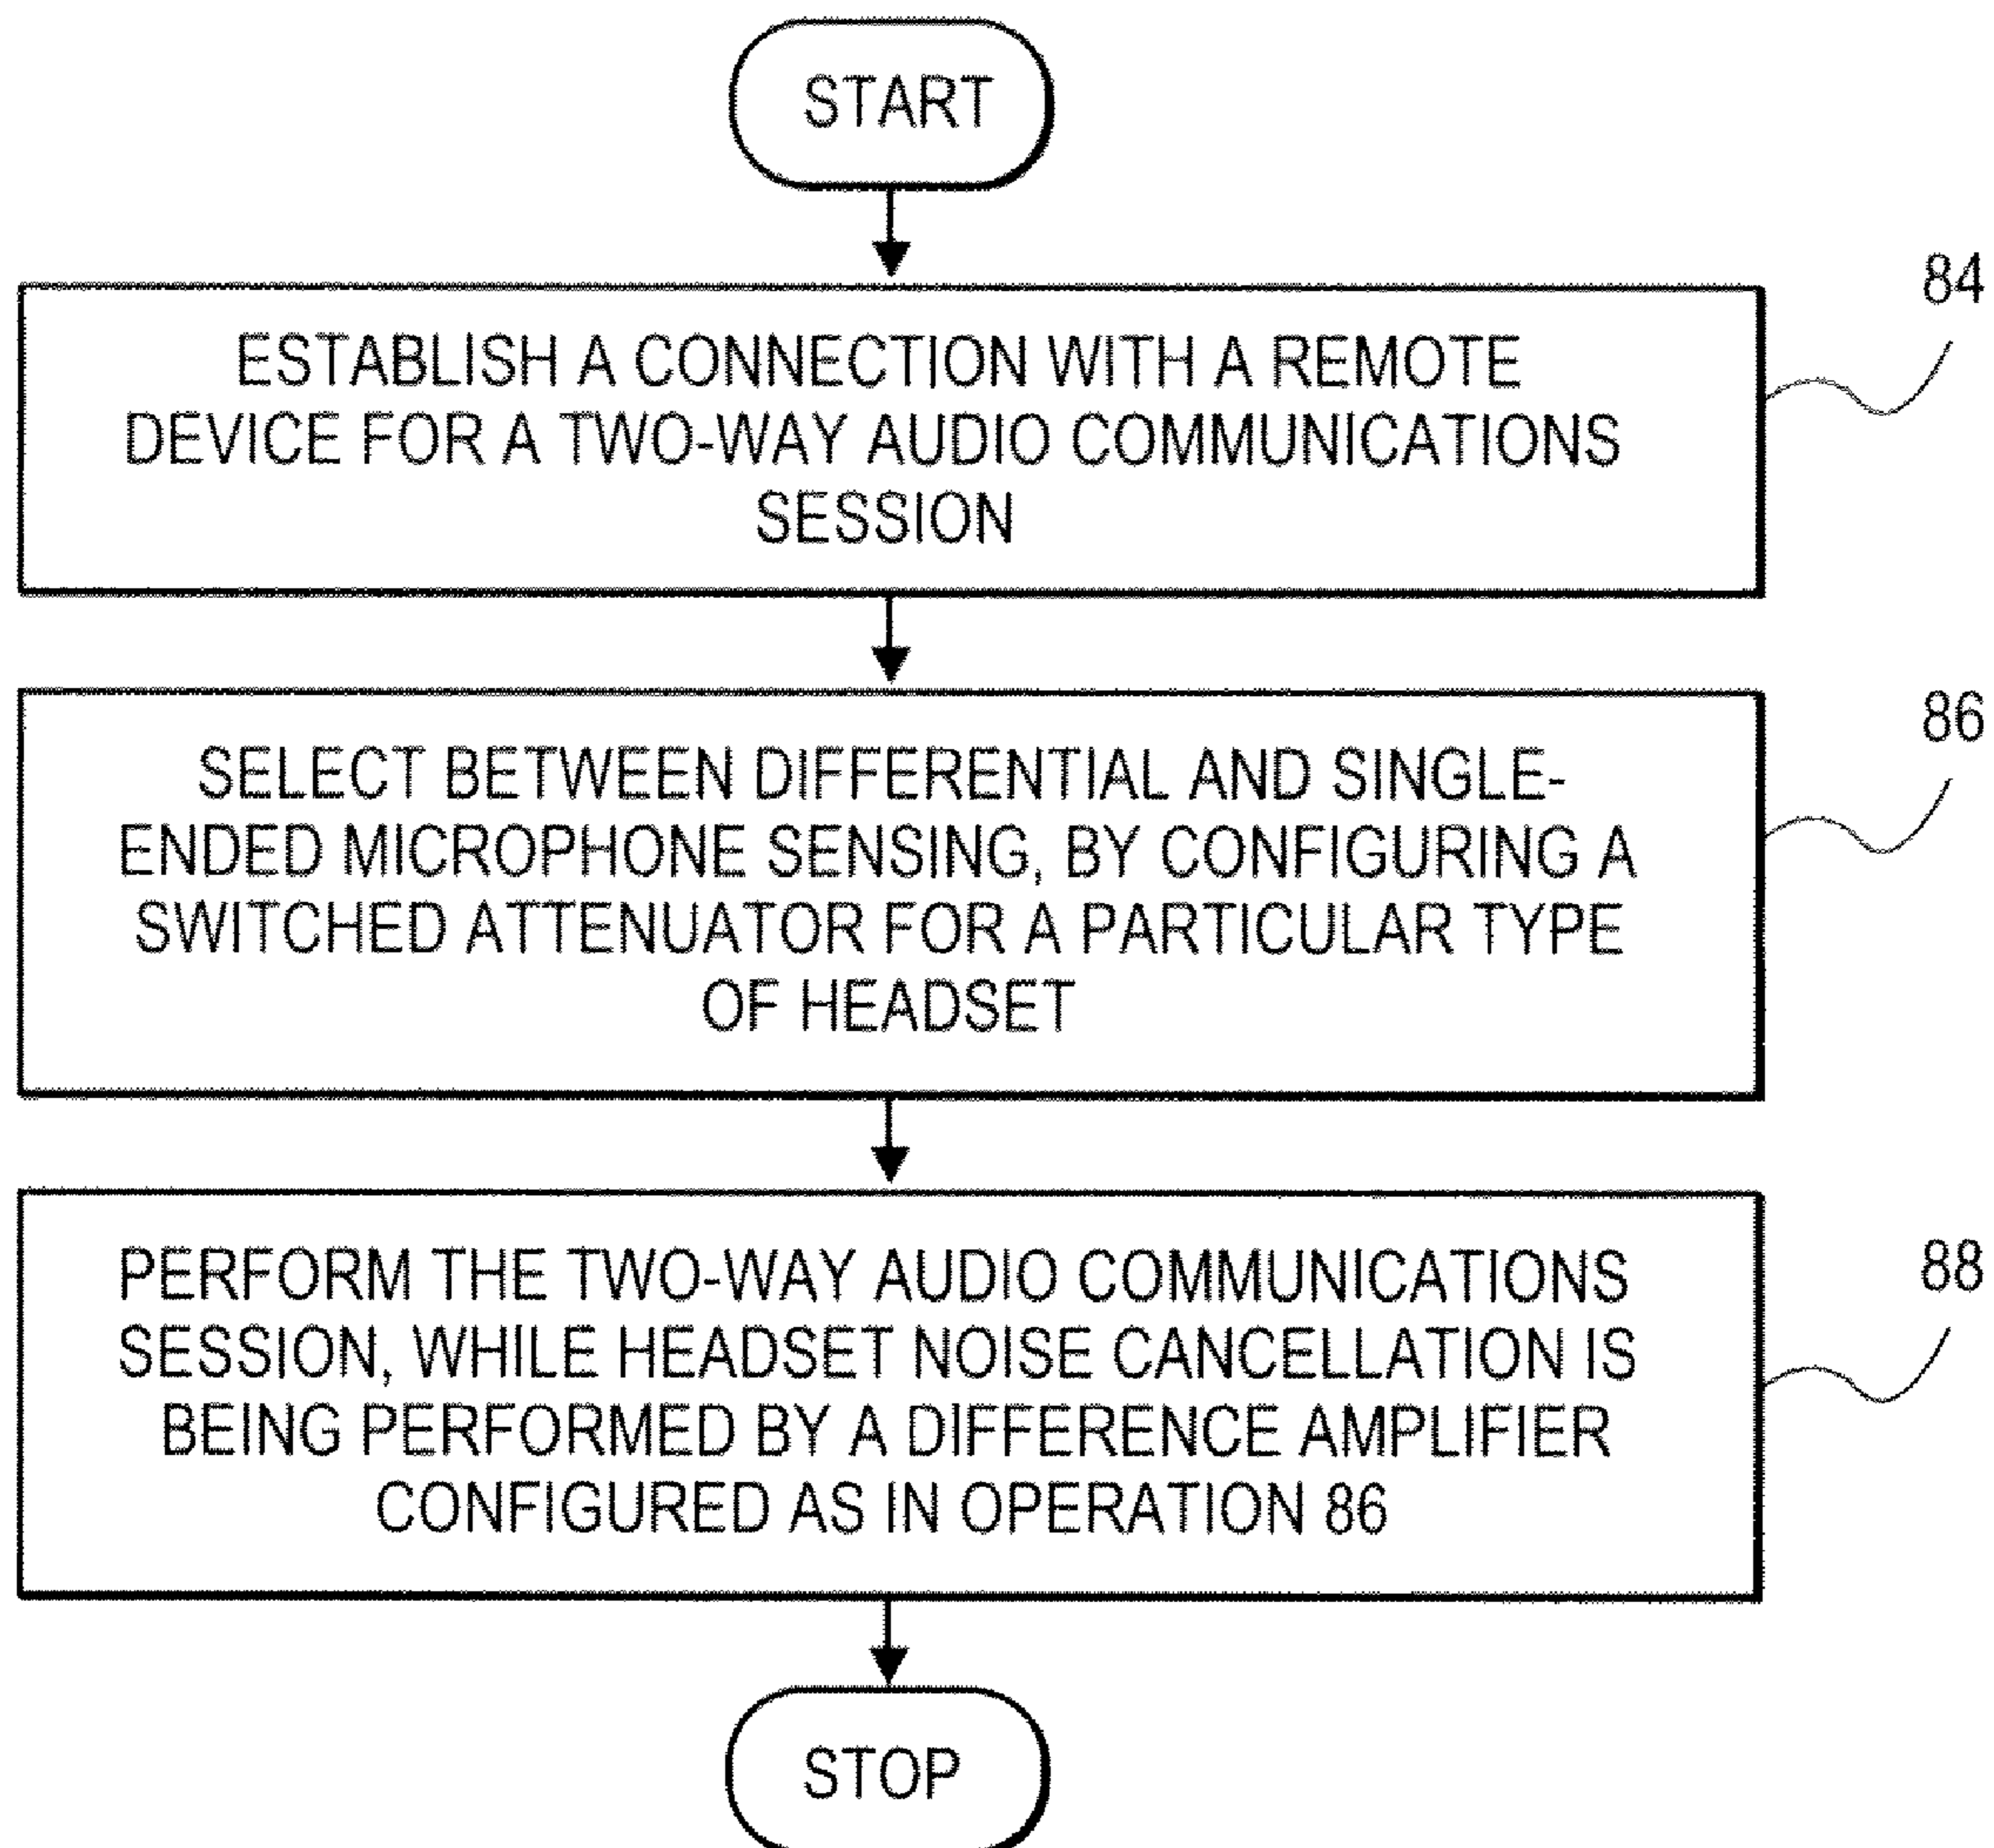 START
84
ESTABLISH A CONNECTION WITH A REMOTE
DEVICE FOR A TWO-WAY AUDIO COMMUNICATIONS
SESSION
86
SELECT BETWEEN DIFFERENTIAL AND SINGLE-
ENDED MICROPHONE SENSING, BY CONFIGURING A
SWITCHED ATTENUATOR FOR A PARTICULAR TYPE
OF HEADSET
88
PERFORM THE TWO-WAY AUDIO COMMUNICATIONS
SESSION, WHILE HEADSET NOISE CANCELLATION IS
BEING PERFORMED BY A DIFFERENCE AMPLIFIER
CONFIGURED AS IN OPERATION 86
STOP